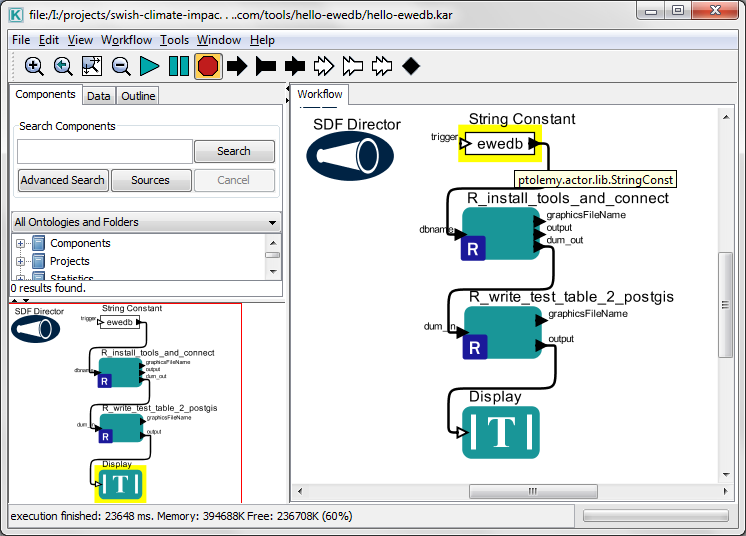 file:/I:/projects/swish-climate-impac. . .com/tools/hello-ewedb/hello-ewedb.kar
File Edit View Workflow Tools Window Help
Components Data Outline
Search Components
Search
Advanced Search Sources Cancel
All Ontologies and Folders
Components
Projects
Statistics
0 results found.
SDF Director
String Constant
trigger
ewedb
R_install_tools_and_connect
graphicsFileName
output
dum_out
dbname
R
R_write_test_table_2_postgis
graphicsFileName
dum_in
output
R
Display
T
Workflow
SDF Director
String Constant
trigger
ewedb
ptolemy.actor.lib.StringConst
R_install_tools_and_connect
graphicsFileName
output
dbname
dum_out
R
R_write_test_table_2_postgis
graphicsFileName
dum_in
output
R
Display
T
execution finished: 23648 ms. Memory: 394688K Free: 236708K (60%)